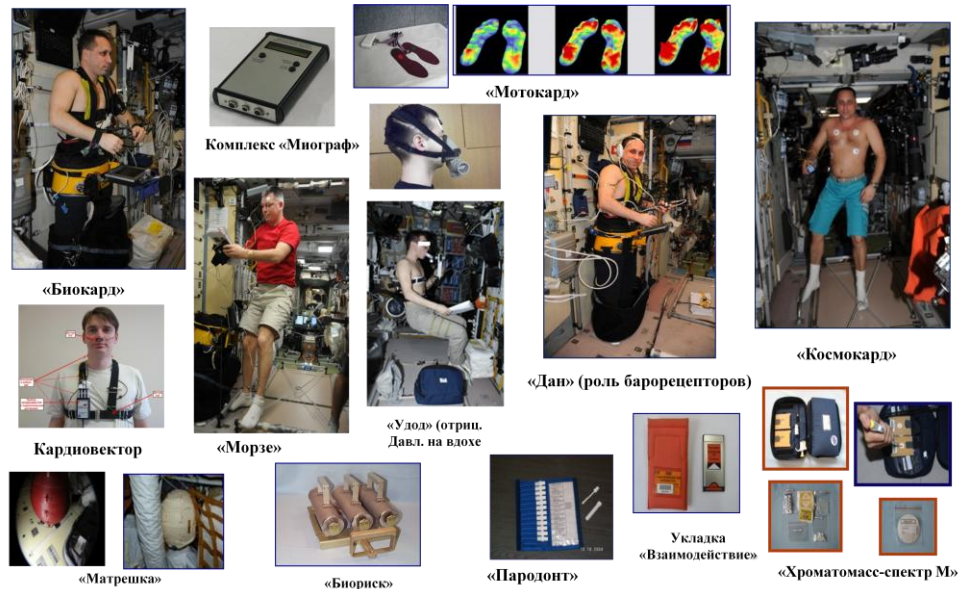 «Мотокард»
Комплекс «Миограф»
«Биокард»
«Космокард»
«Дан» (роль барорецепторов)
«Удод» (отриц.
Давл. на вдохе
Кардиовектор
«Морзе»
Укладка
«Взаимодействие»
«Матрешка»
«Биориск»
«Пародонт»
«Хроматомасс-спектр М»